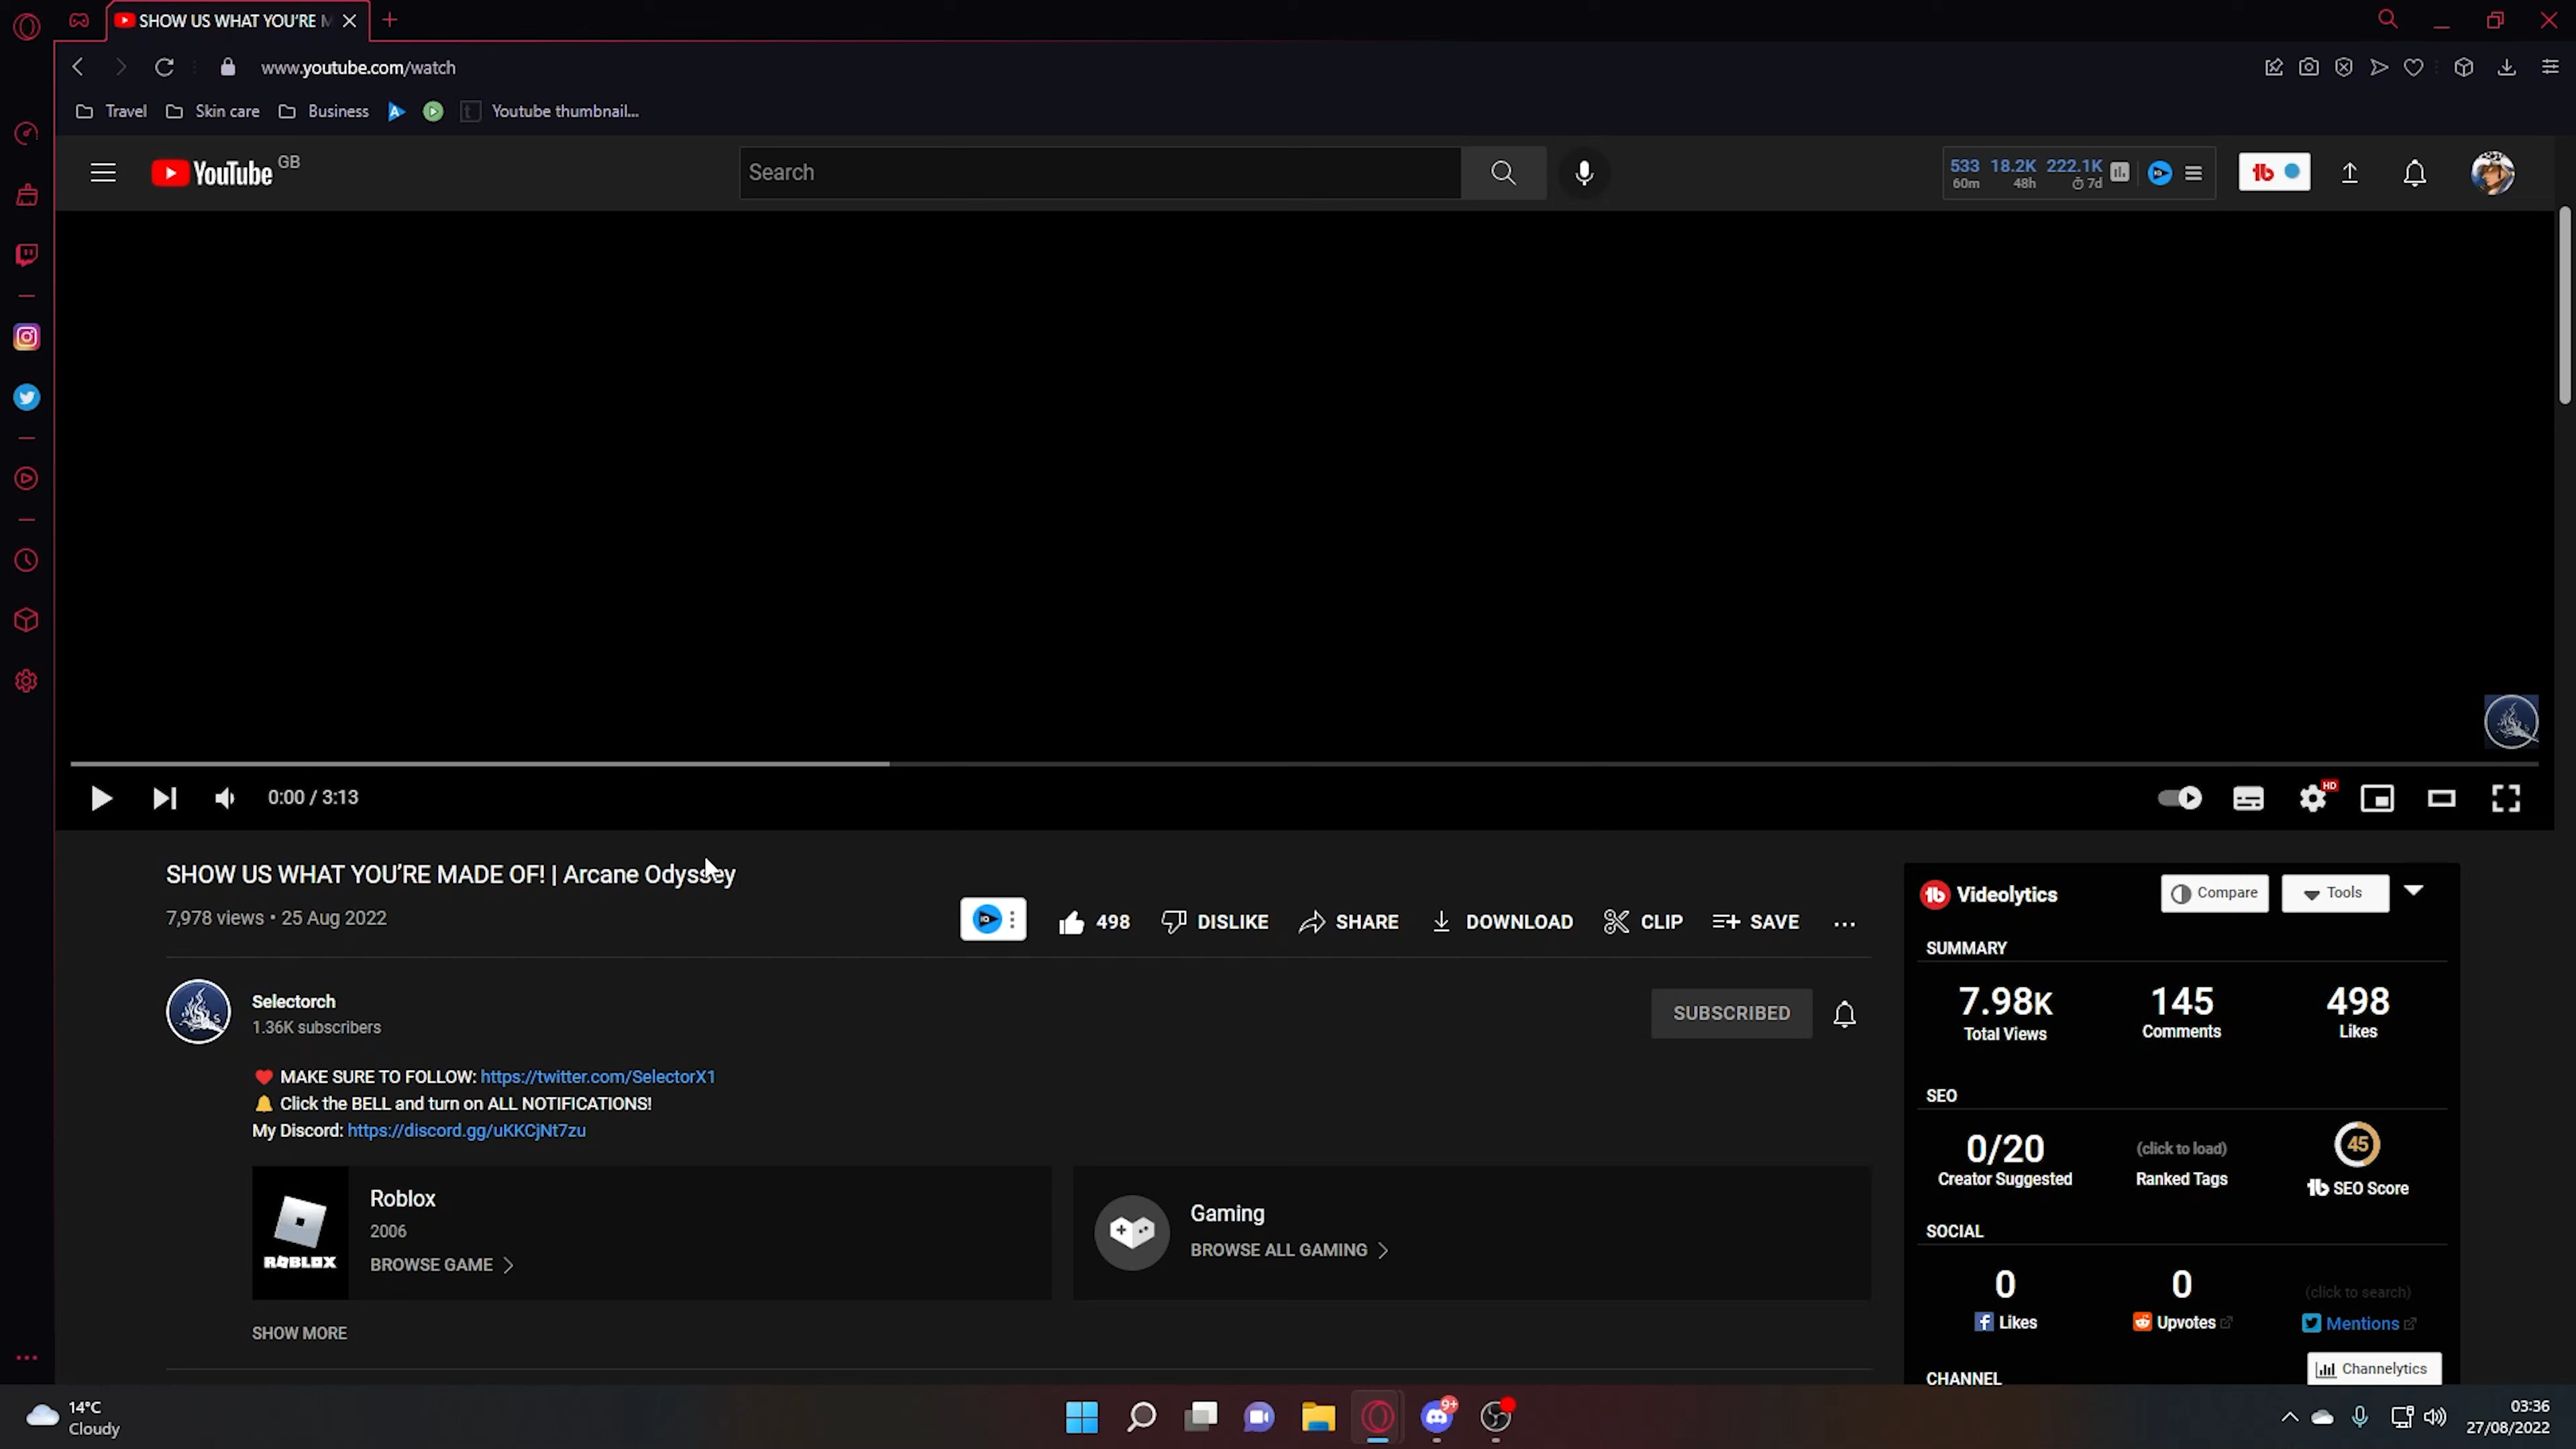 SHOW US WHAT YOU'RE M
www.youtube.com/watch
Travel Skin care Business Youtube thumbnail...
YouTube GB
Search
533 18.2K 222.1K
60m 48h 7d
0:00 / 3:13
HD
SHOW US WHAT YOU'RE MADE OF! | Arcane Odyssey
7,978 views • 25 Aug 2022
498 DISLIKE SHARE DOWNLOAD CLIP SAVE
Selectorch
1.36K subscribers
SUBSCRIBED
MAKE SURE TO FOLLOW: https://twitter.com/SelectorX1
Click the BELL and turn on ALL NOTIFICATIONS!
My Discord: https://discord.gg/uKKCjNt7zu
ROBLOX
Roblox
2006
BROWSE GAME
Gaming
BROWSE ALL GAMING
SHOW MORE
Videolytics
Compare
Tools
SUMMARY
7.98K 145 498
Total Views Comments Likes
SEO
0/20 (click to load) 45
Creator Suggested Ranked Tags SEO Score
SOCIAL
0 0 (click to search)
Likes Upvotes Mentions
CHANNEL
Channelytics
14°C
Cloudy
9+
03:36
27/08/2022